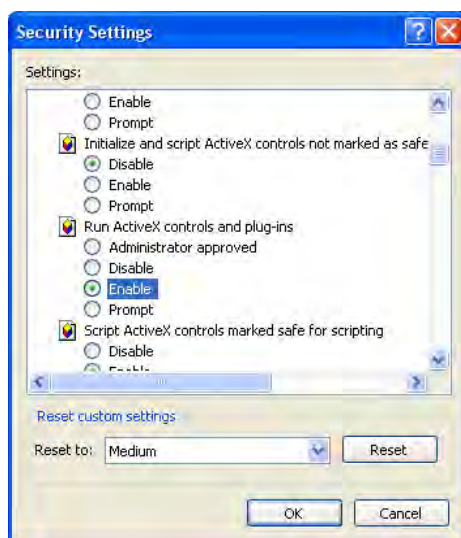 Security Settings
Settings:
Enable
Prompt
Initialize and script ActiveX controls not marked as safe
Disable
Enable
Prompt
Run ActiveX controls and plug-ins
Administrator approved
Disable
Enable
Prompt
Script ActiveX controls marked safe for scripting
Disable
Enable
Reset custom settings
Reset to: Medium Reset
OK Cancel